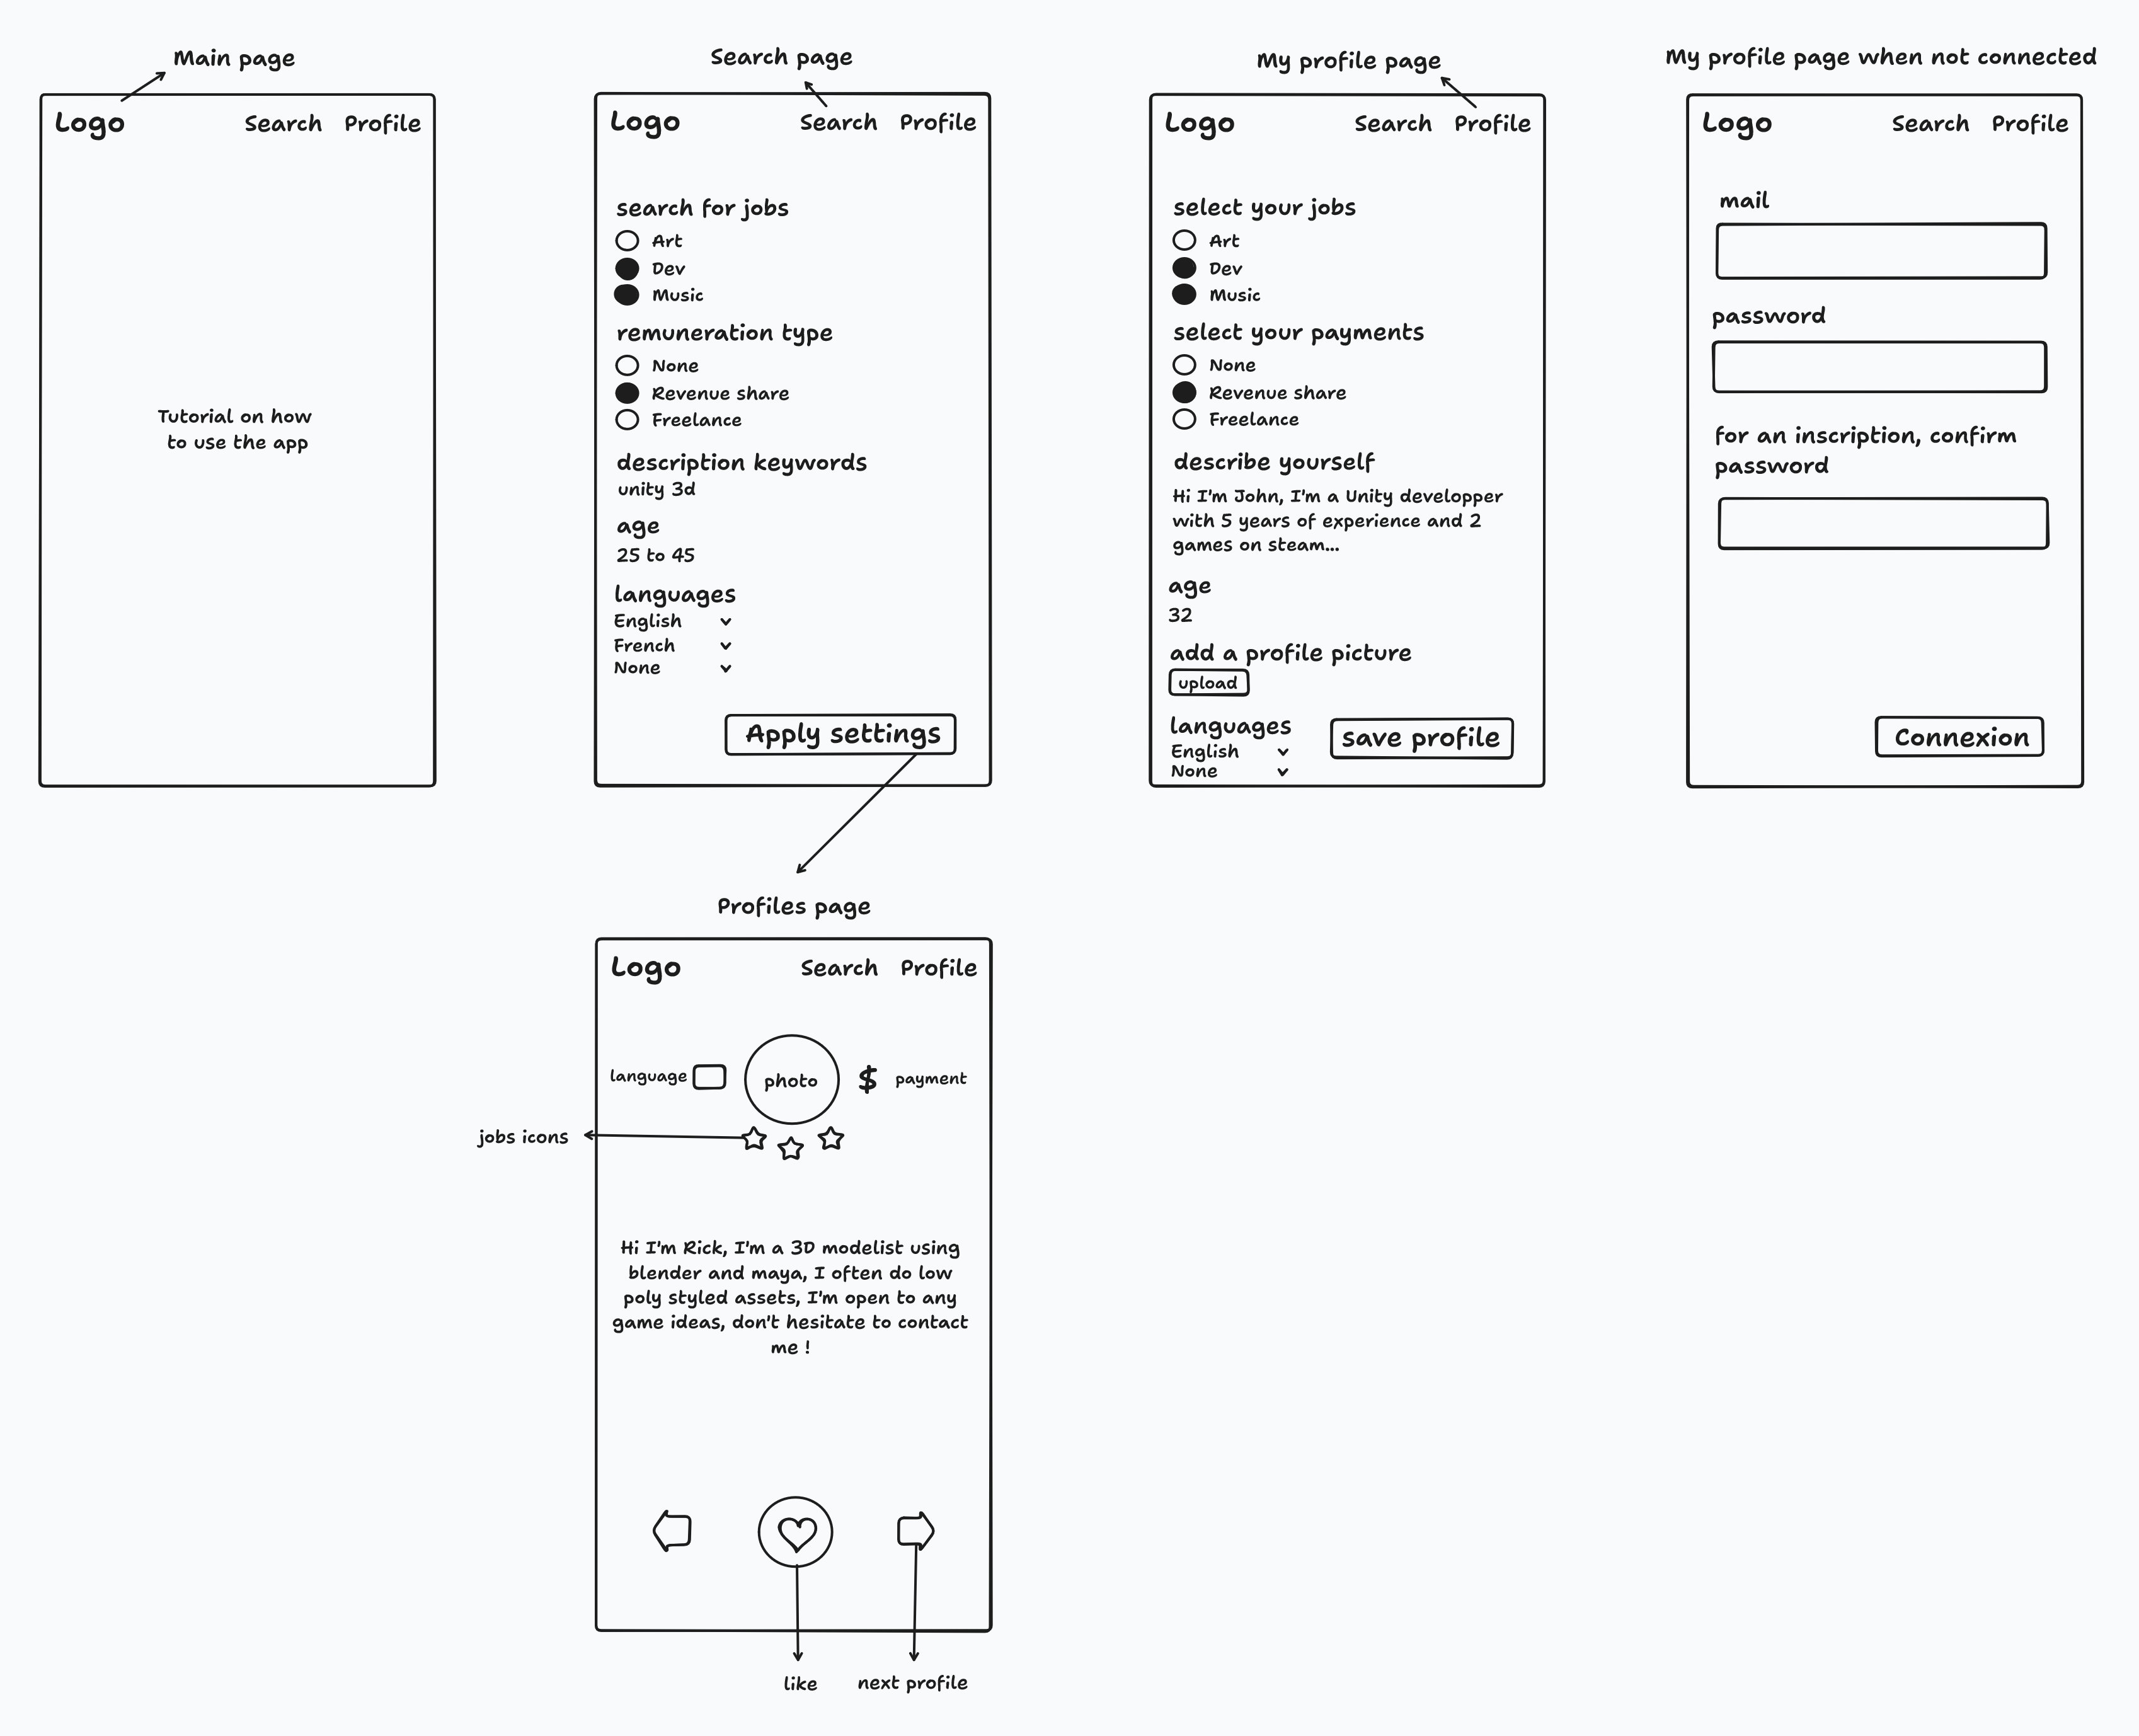 Main page
Logo
Search Profile
Tutorial on how
to use the app
Search page
Logo
Search Profile
search for jobs
Art
Dev
Music
remuneration type
None
Revenue share
Freelance
description keywords
unity 3d
age
25 to 45
languages
English
French
None
Apply settings
My profile page
Logo
Search Profile
select your jobs
Art
Dev
Music
select your payments
None
Revenue share
Freelance
describe yourself
Hi I'm John, I'm a Unity developper
with 5 years of experience and 2
games on steam...
age
32
add a profile picture
upload
languages
English
None
save profile
My profile page when not connected
Logo
Search Profile
mail
password
for an inscription, confirm
password
Connexion
Profiles page
Logo
Search Profile
language
photo
$ payment
jobs icons
Hi I'm Rick, I'm a 3D modelist using
blender and maya, I often do low
poly styled assets, I'm open to any
game ideas, don't hesitate to contact
me !
like
next profile